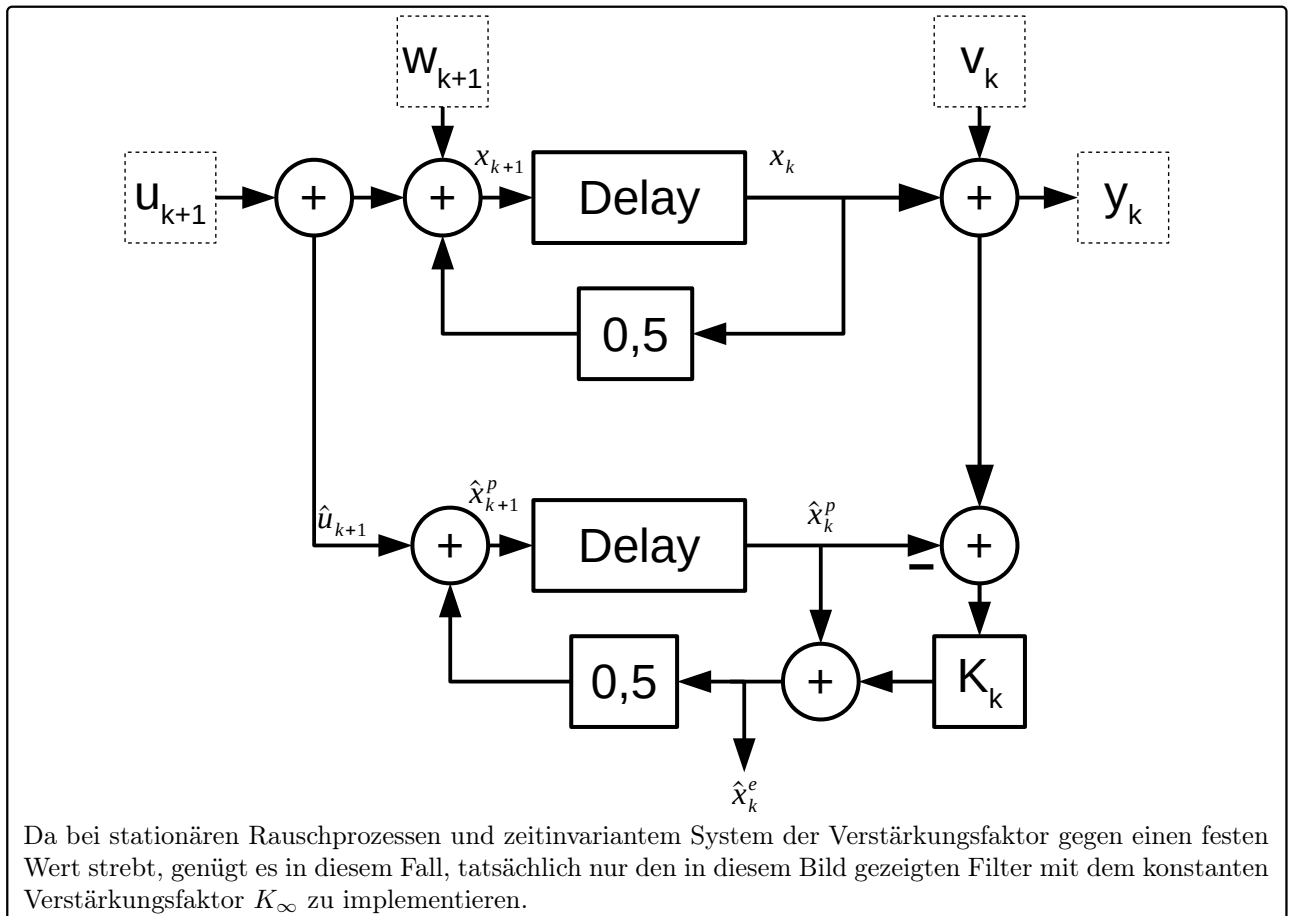 w_{k+1}
v_k
u_{k+1}
+
+
x_{k+1}
Delay
x_k
+
y_k
0,5
û_{k+1}
+
x̂^p_{k+1}
Delay
x̂^p_k
−
+
0,5
+
K_k
x̂^e_k
Da bei stationären Rauschprozessen und zeitinvariantem System der Verstärkungsfaktor gegen einen festen
Wert strebt, genügt es in diesem Fall, tatsächlich nur den in diesem Bild gezeigten Filter mit dem konstanten
Verstärkungsfaktor K_∞ zu implementieren.